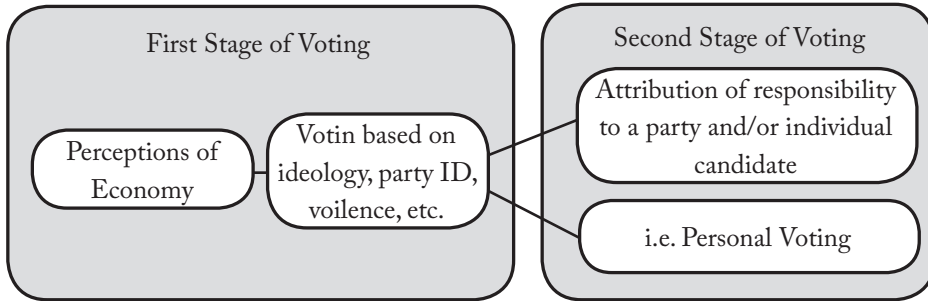 First Stage of Voting
Perceptions of
Economy
Votin based on
ideology, party ID,
voilence, etc.
Second Stage of Voting
Attribution of responsibility
to a party and/or individual
candidate
i.e. Personal Voting